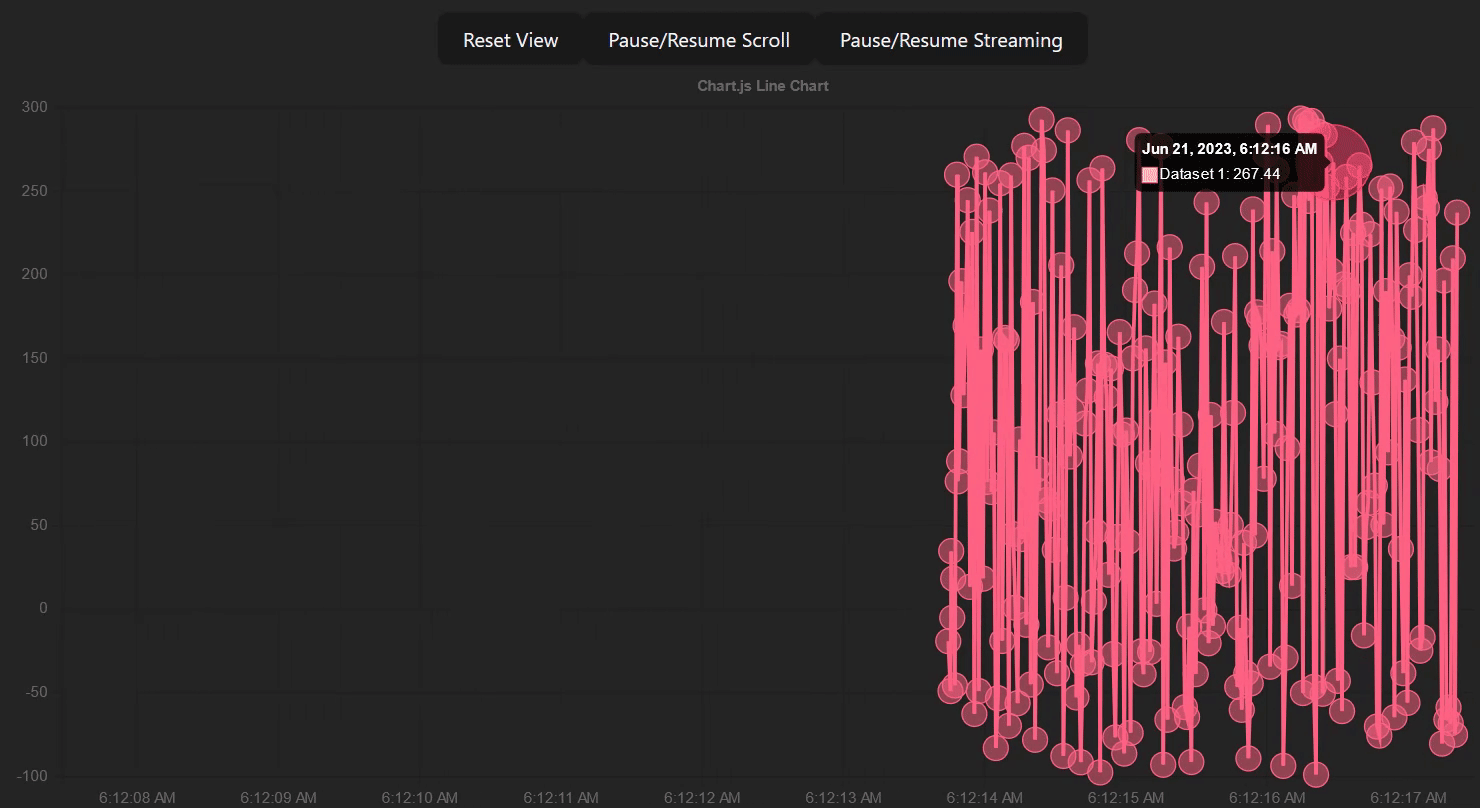 Reset View Pause/Resume Scroll Pause/Resume Streaming
Chart.js Line Chart
300
Jun 21, 2023, 6:12:16 AM
Dataset 1: 267.44
250
200
150
100
50
0
-50
-100
6:12:08 AM 6:12:09 AM 6:12:10 AM 6:12:11 AM 6:12:12 AM 6:12:13 AM 6:12:14 AM 6:12:15 AM 6:12:16 AM 6:12:17 AM